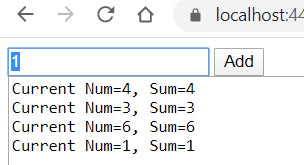 localhost:44
1
Add
Current Num=4, Sum=4
Current Num=3, Sum=3
Current Num=6, Sum=6
Current Num=1, Sum=1